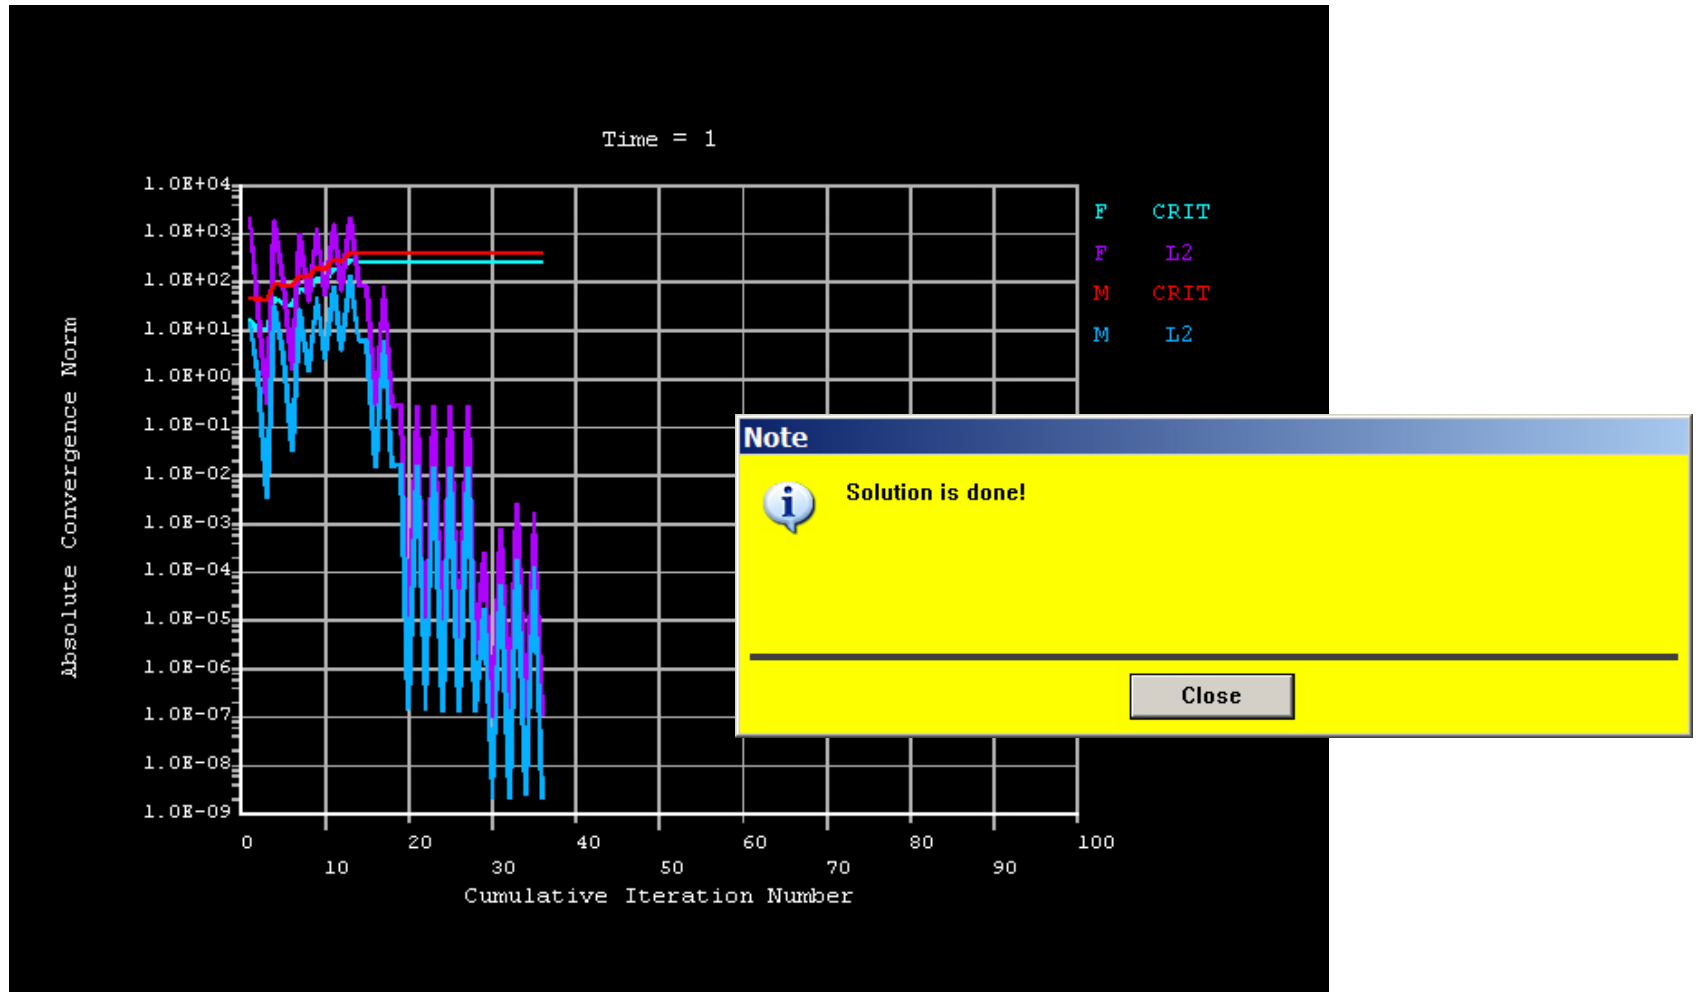 Time = 1
1.0E+04
1.0E+03
1.0E+02
1.0E+01
1.0E+00
1.0E-01
1.0E-02
1.0E-03
1.0E-04
1.0E-05
1.0E-06
1.0E-07
1.0E-08
1.0E-09
Absolute Convergence Norm
F CRIT
F L2
M CRIT
M L2
Note
Solution is done!
Close
0 20 40 60 80 100
10 30 50 70 90
Cumulative Iteration Number